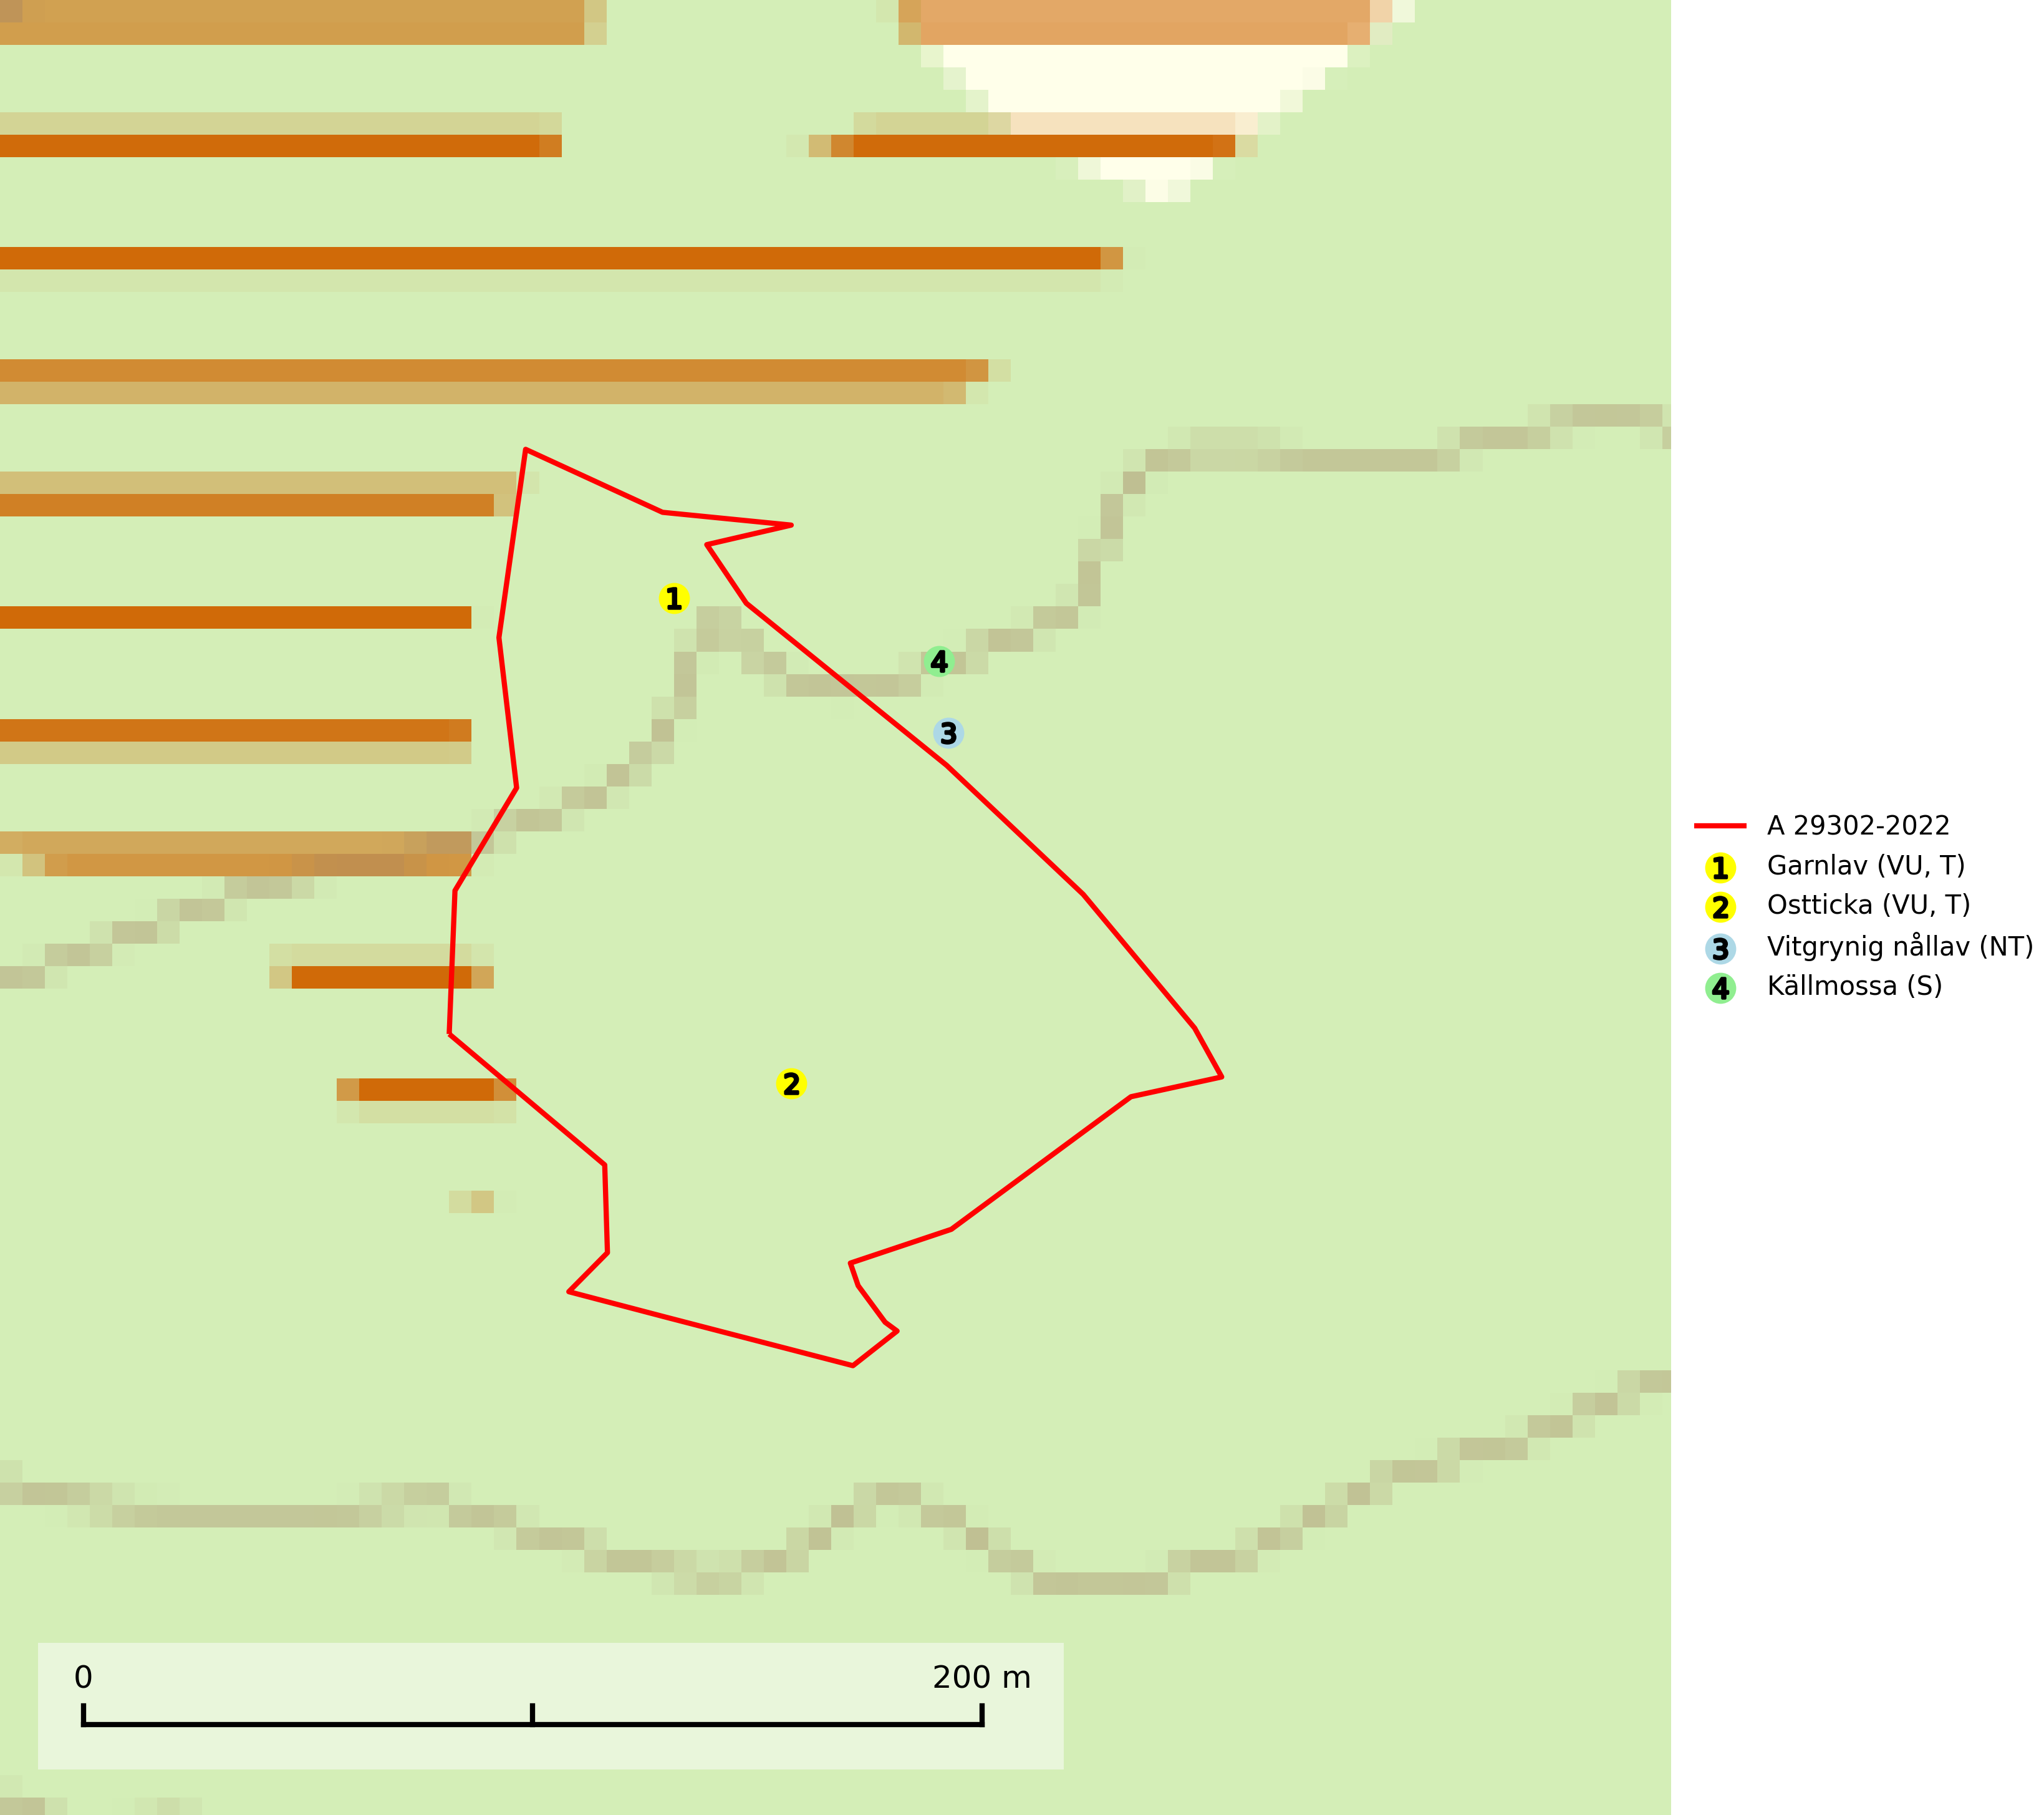 1
4
3
2
A 29302-2022
1 Garnlav (VU, T)
2 Ostticka (VU, T)
3 Vitgrynig nållav (NT)
4 Källmossa (S)
0 200 m